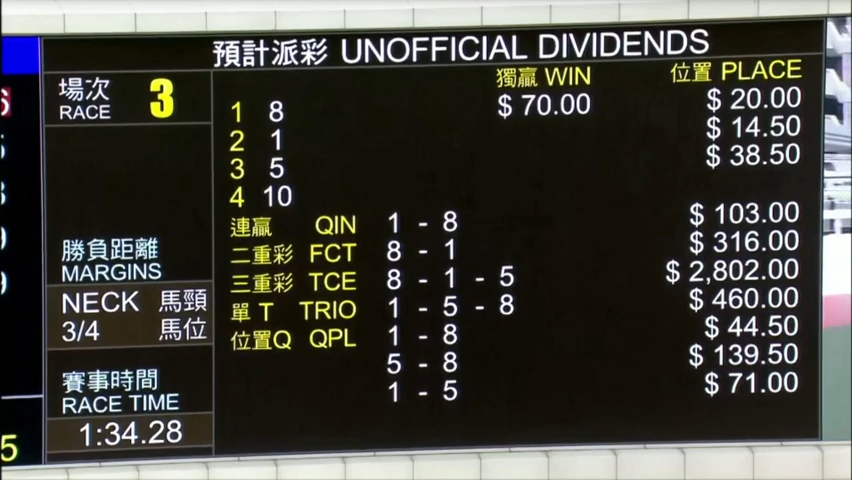 預計派彩 UNOFFICIAL DIVIDENDS
場次 RACE 3
獨贏 WIN 位置 PLACE
1 8 $ 70.00 $ 20.00
2 1 $ 14.50
3 5 $ 38.50
4 10
連贏 QIN 1 - 8 $ 103.00
二重彩 FCT 8 - 1 $ 316.00
三重彩 TCE 8 - 1 - 5 $ 2,802.00
單T TRIO 1 - 5 - 8 $ 460.00
位置Q QPL 1 - 8 $ 44.50
5 - 8 $ 139.50
1 - 5 $ 71.00
勝負距離
MARGINS
NECK 馬頸
3/4 馬位
賽事時間
RACE TIME
1:34.28
5